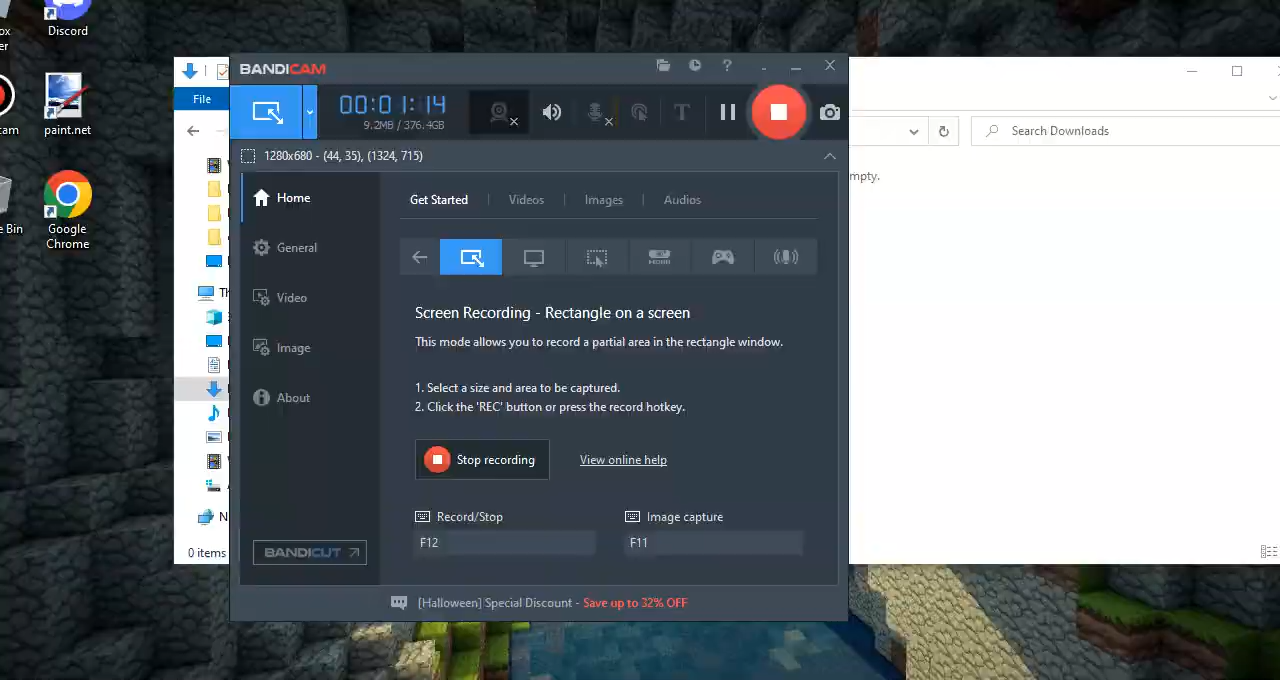 Discord
paint.net
Google
Chrome
BANDICAM
File
00:01:14
9.2MB / 376.4GB
T
Search Downloads
1280x680 - (44, 35), (1324, 715)
Home
General
Video
Image
About
Get Started
Videos
Images
Audios
HDMI
Screen Recording - Rectangle on a screen
This mode allows you to record a partial area in the rectangle window.
1. Select a size and area to be captured.
2. Click the 'REC' button or press the record hotkey.
Stop recording
View online help
Record/Stop
Image capture
F12
F11
BANDICUT
0 items
[Halloween] Special Discount - Save up to 32% OFF